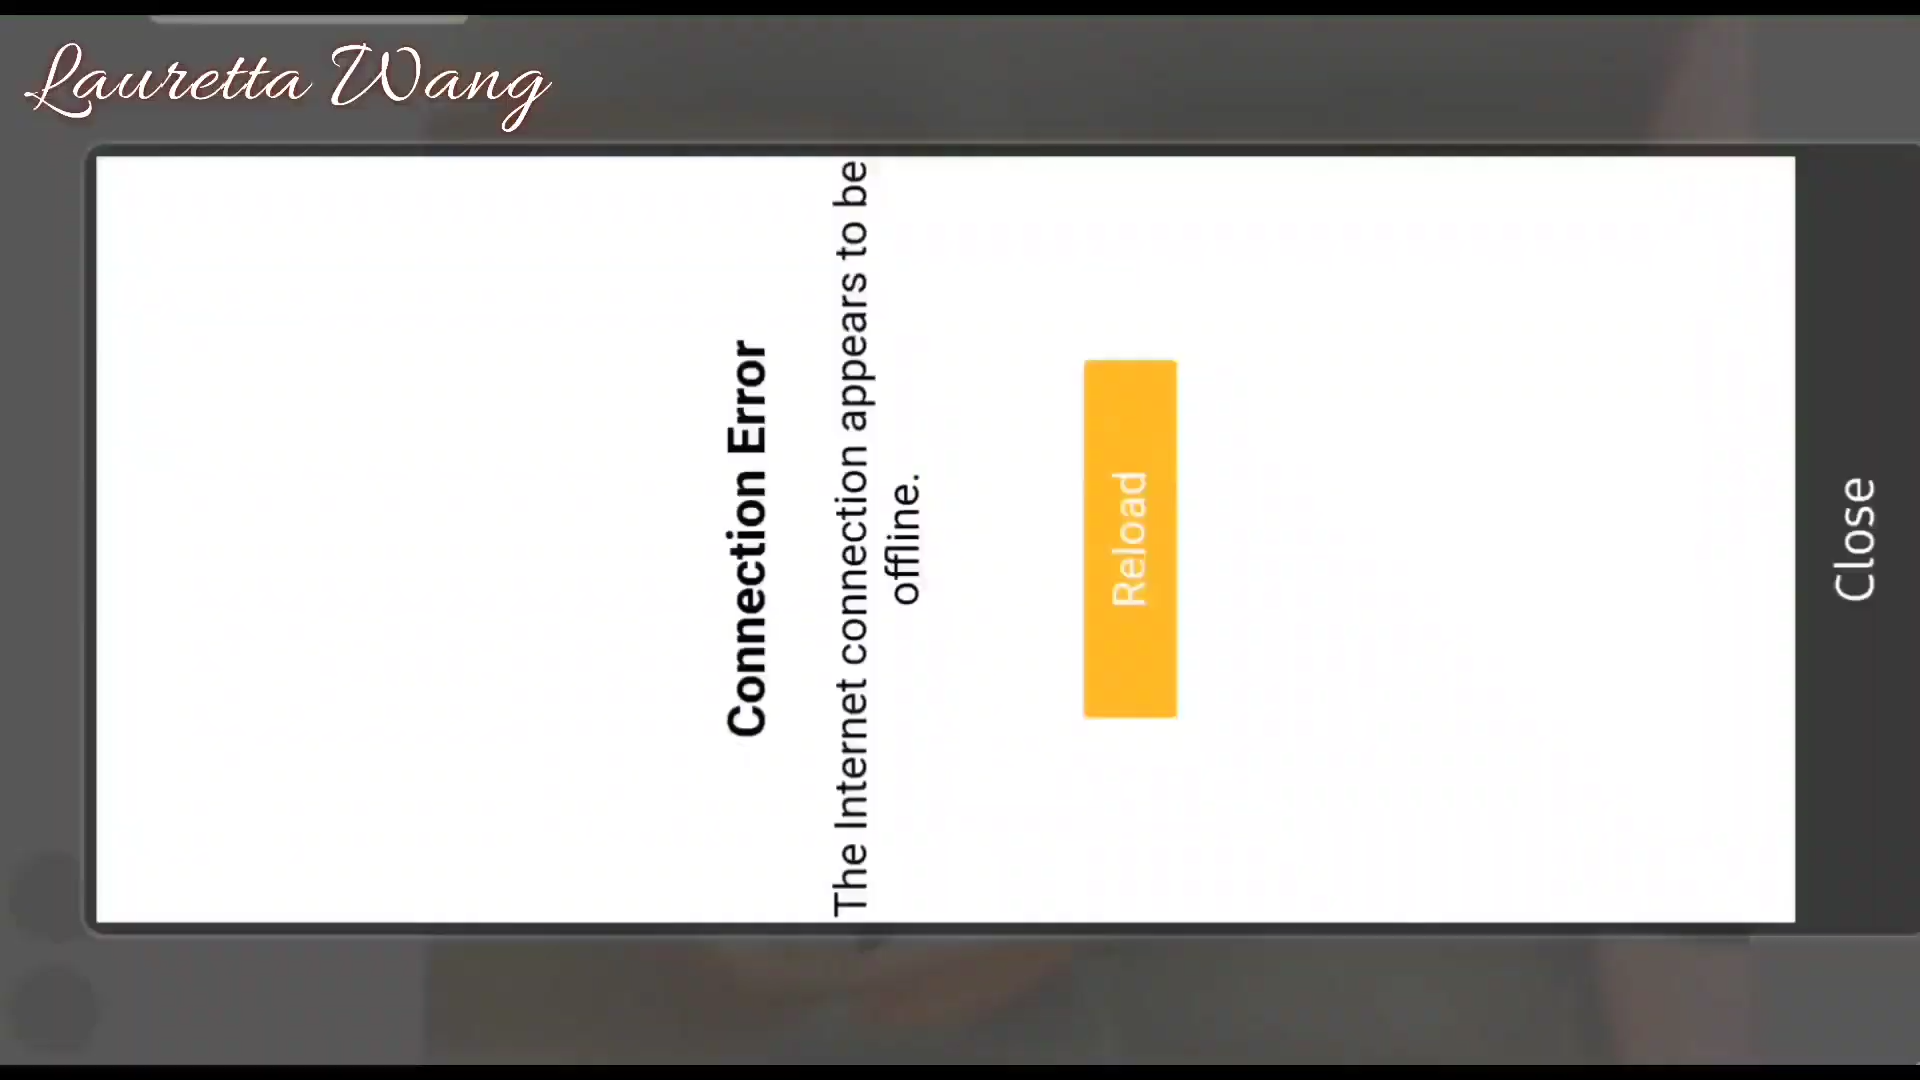 Lauretta Wang
Connection Error
The Internet connection appears to be
offline.
Reload
Close